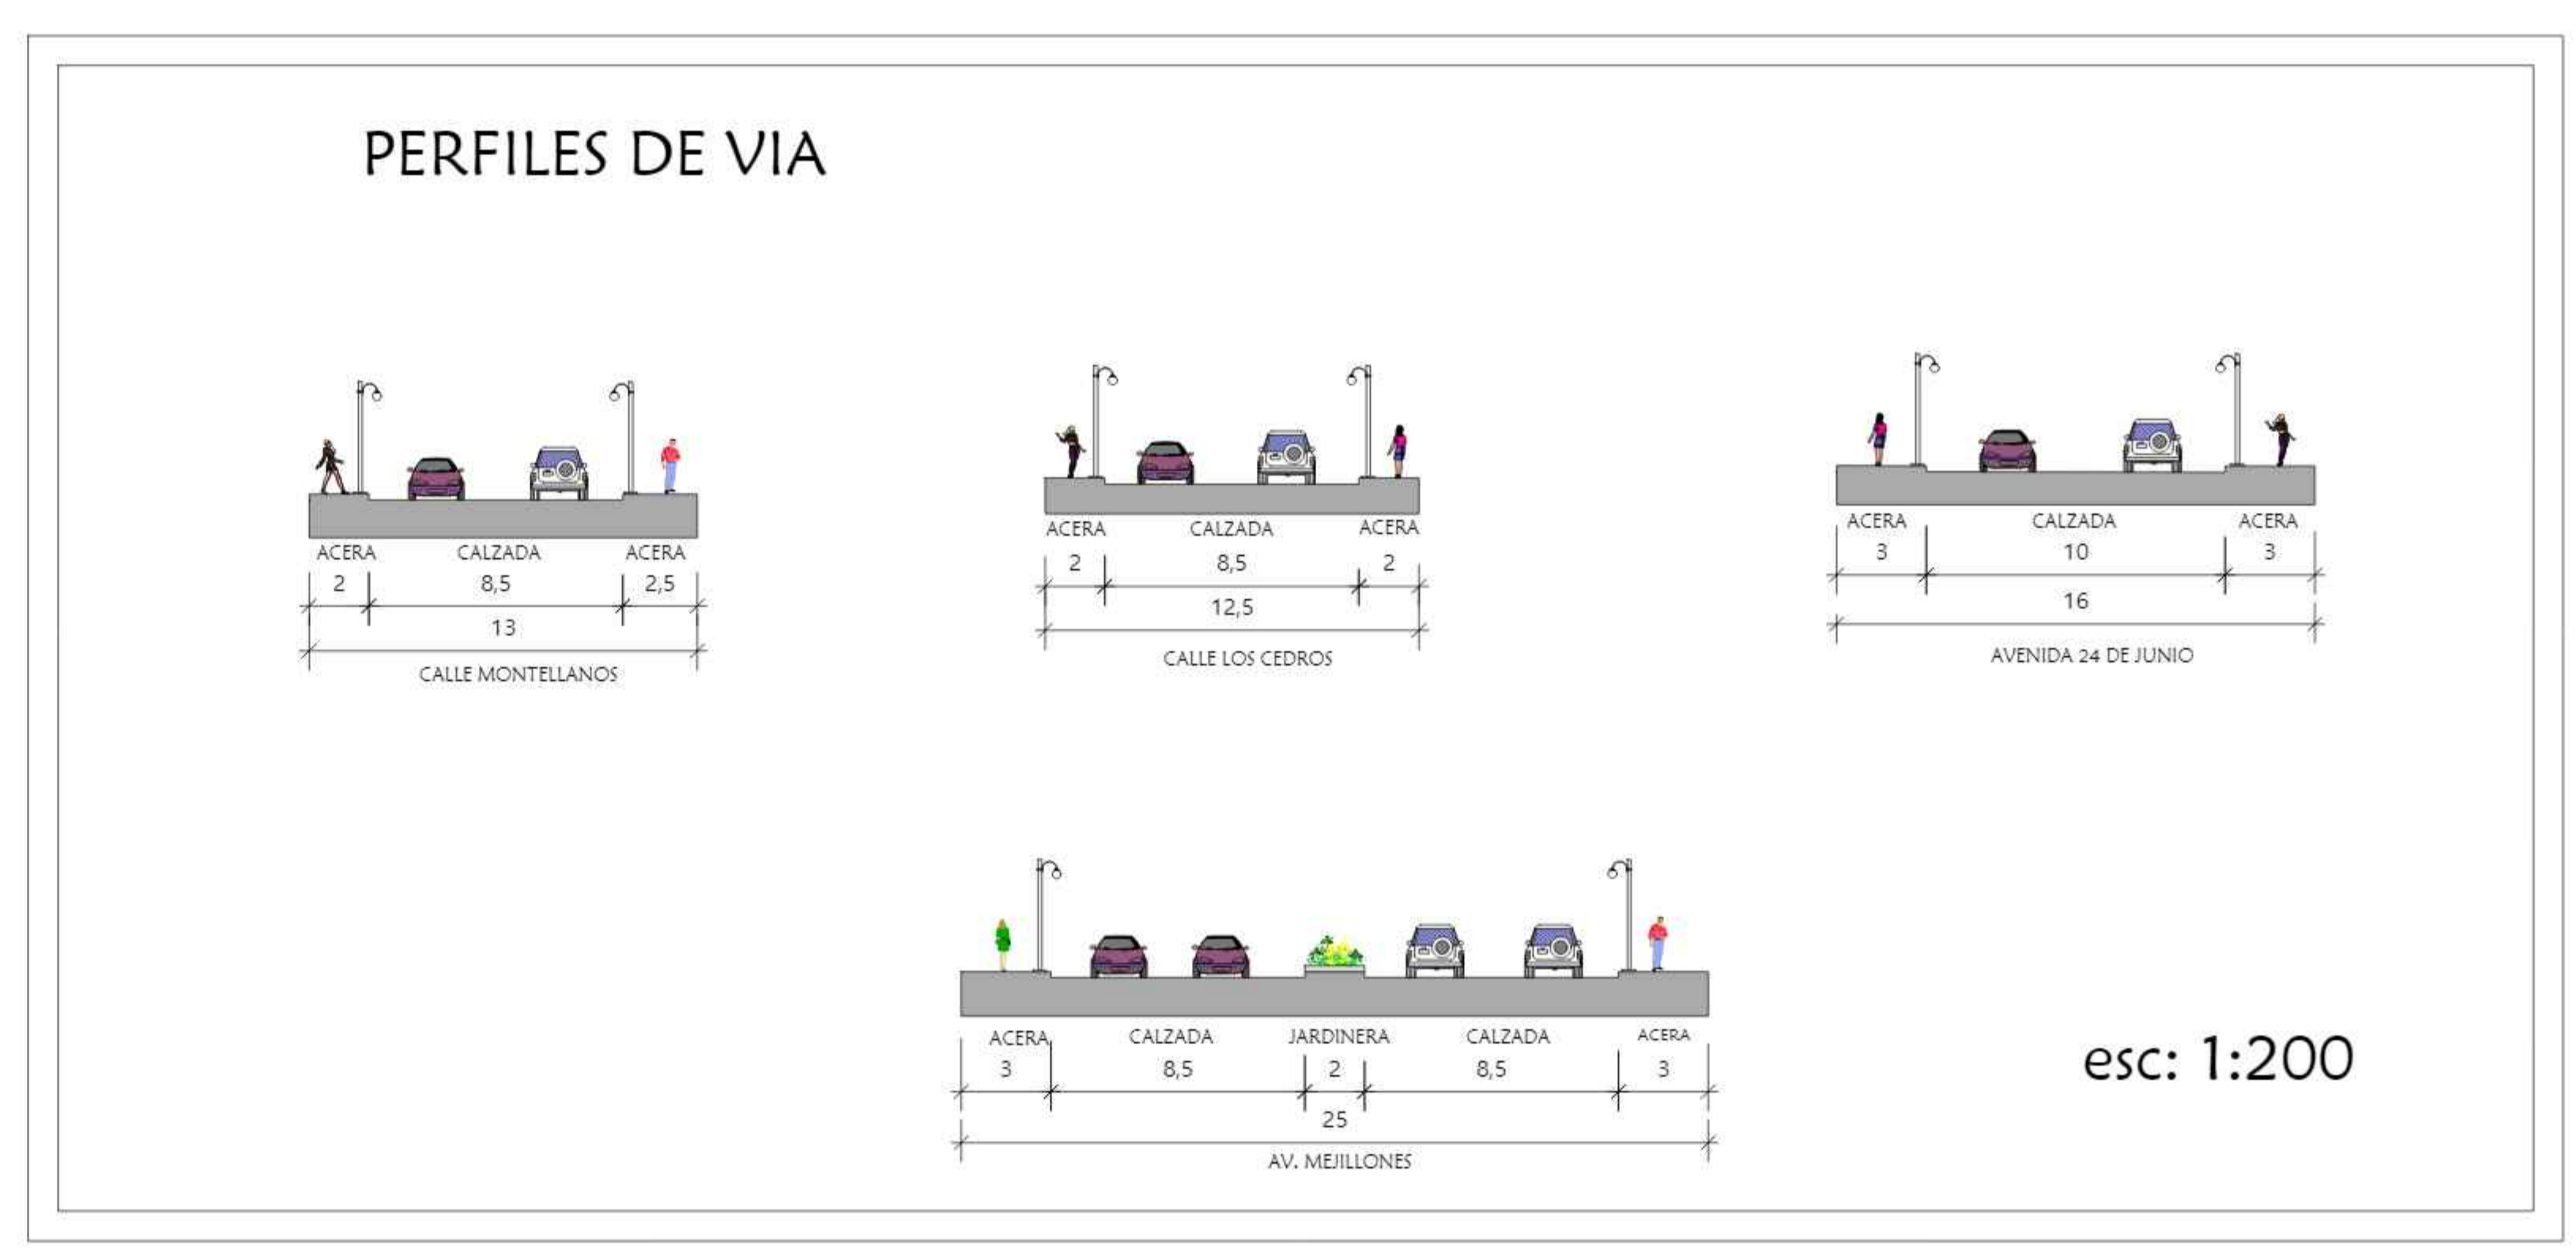 PERFILES DE VIA
ACERA CALZADA ACERA
2 8,5 2,5
13
CALLE MONTELLANOS
ACERA CALZADA ACERA
2 8,5 2
12,5
CALLE LOS CEDROS
ACERA CALZADA ACERA
3 10 3
16
AVENIDA 24 DE JUNIO
ACERA CALZADA JARDINERA CALZADA ACERA
3 8,5 2 8,5 3
25
AV. MEJILLONES
esc: 1:200